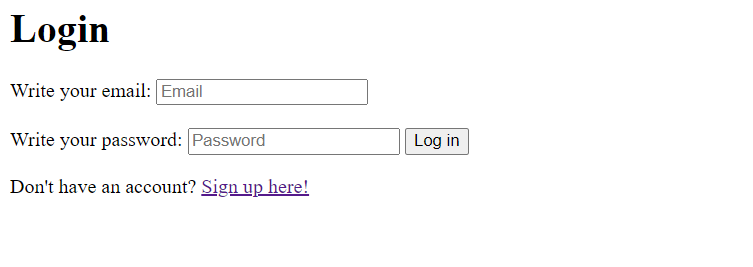 Login
Write your email: Email
Write your password: Password Log in
Don't have an account? Sign up here!